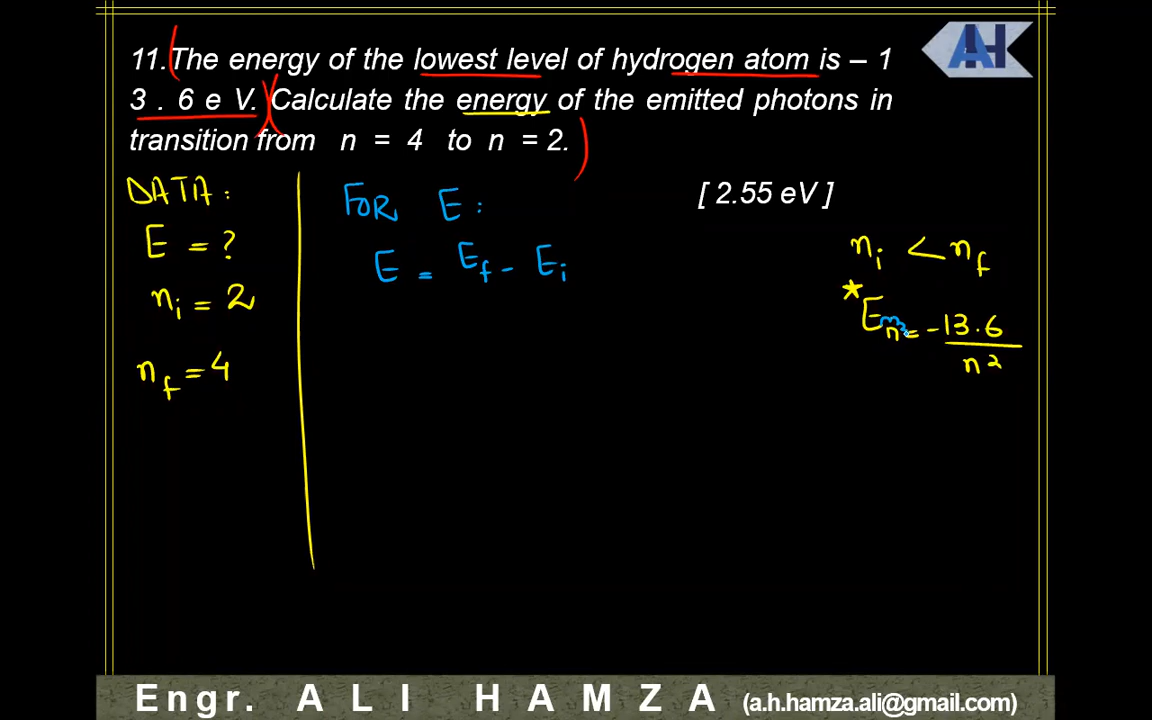 11.The energy of the lowest level of hydrogen atom is – 1
3 . 6 e V. Calculate the energy of the emitted photons in
transition from n = 4 to n = 2.
[ 2.55 eV ]
DATA:
E = ?
ni = 2
nf = 4
FOR E:
E = Ef - Ei
ni < nf
* En = -13.6
n2
AH
Engr. ALI HAMZA (a.h.hamza.ali@gmail.com)